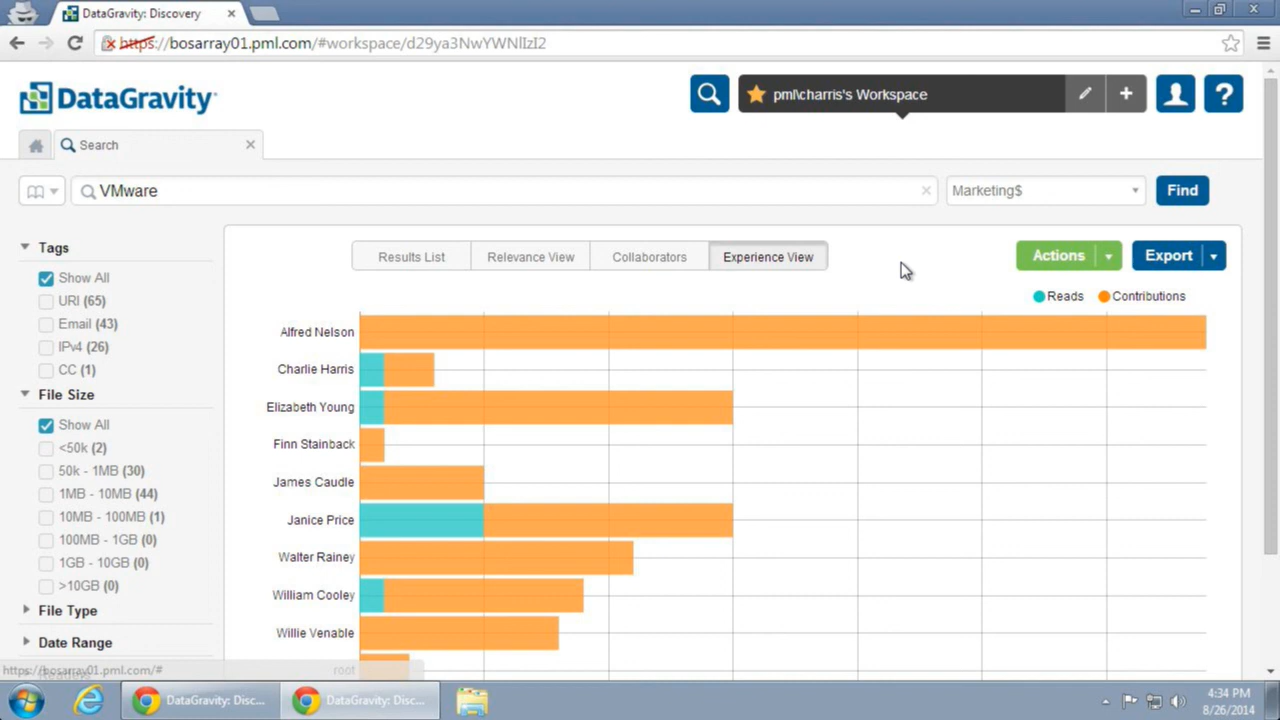 DataGravity: Discovery
https://bosarray01.pml.com/#workspace/d29ya3NwYWNlIzI2
DataGravity
pml\charris's Workspace
Search
VMware
Marketing$
Find
Tags
Show All
URI (65)
Email (43)
IPv4 (26)
CC (1)
File Size
Show All
<50k (2)
50k - 1MB (30)
1MB - 10MB (44)
10MB - 100MB (1)
100MB - 1GB (0)
1GB - 10GB (0)
>10GB (0)
File Type
Date Range
Results List
Relevance View
Collaborators
Experience View
Actions
Export
Reads
Contributions
Alfred Nelson
Charlie Harris
Elizabeth Young
Finn Stainback
James Caudle
Janice Price
Walter Rainey
William Cooley
Willie Venable
root
https://bosarray01.pml.com/#
DataGravity: Disc...
DataGravity: Disc...
4:34 PM
8/26/2014